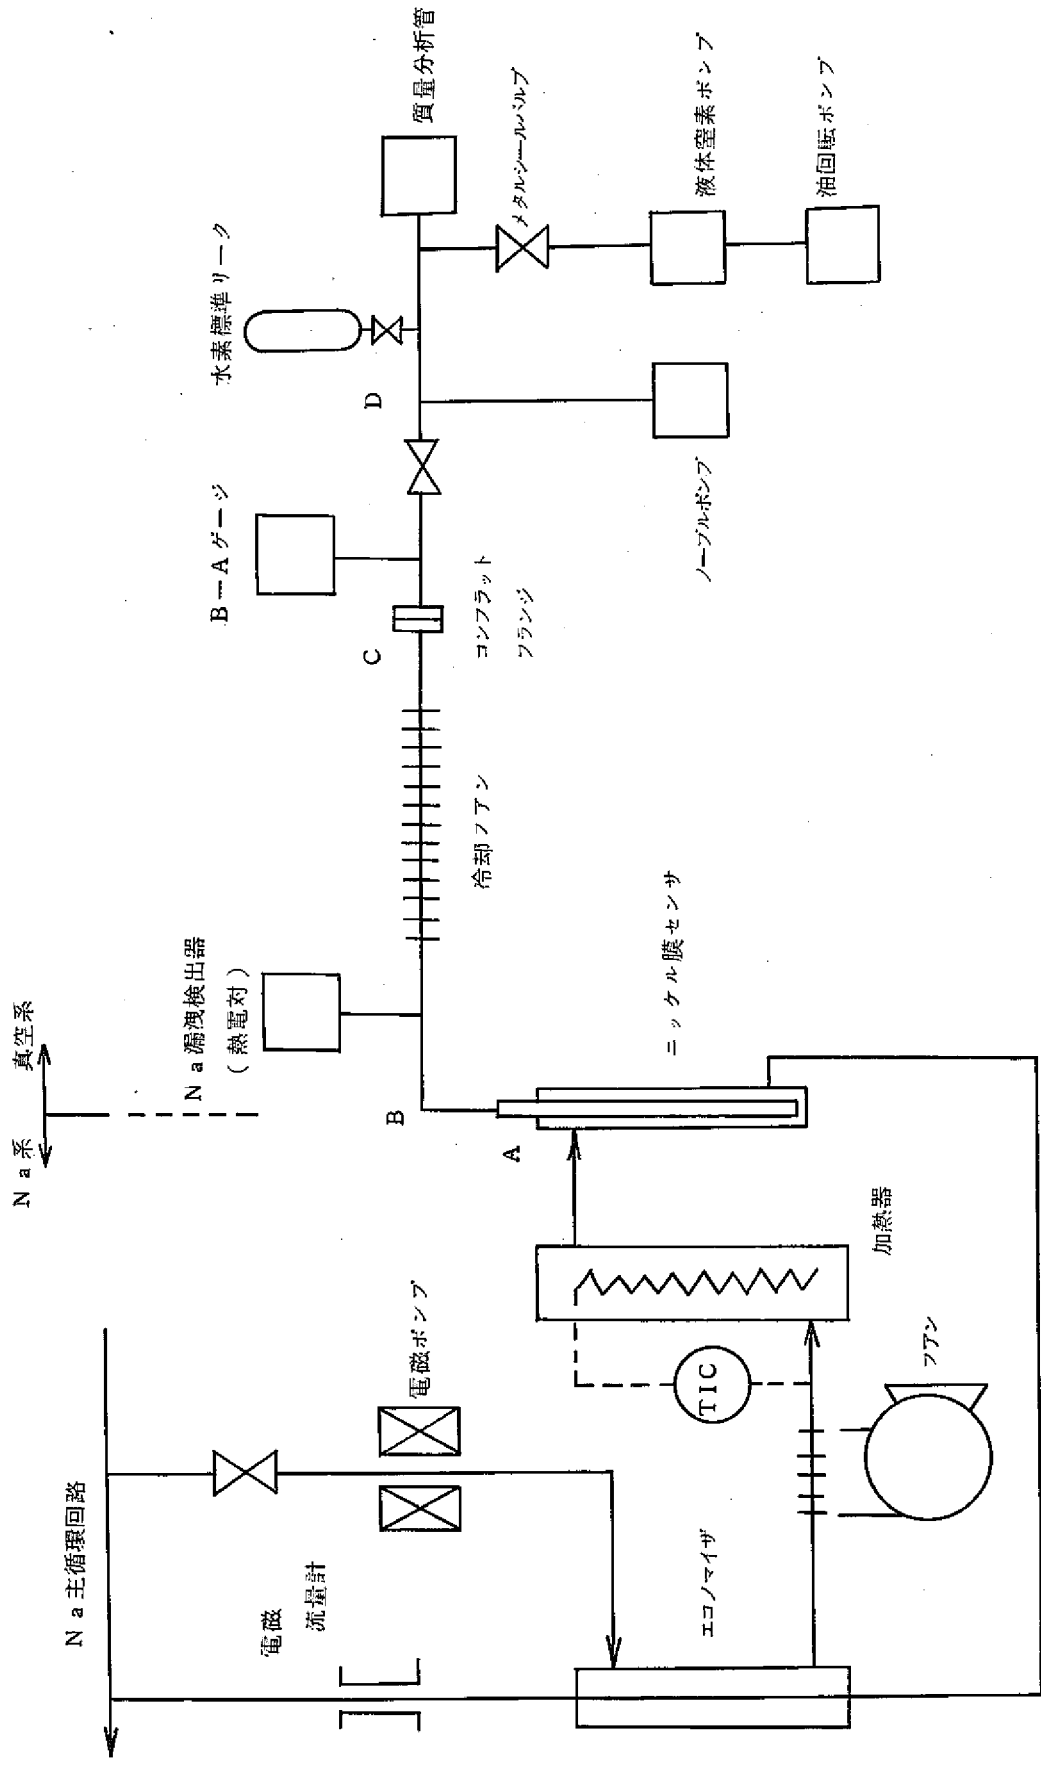 Na系
真空系
Na主循環回路
電磁
流量計
電磁ポンプ
エコノマイザ
TIC
フアン
加熱器
A
B
ニッケル膜センサ
Na漏洩検出器
(熱電対)
冷却フアン
C
コンフラット
フランジ
B-Aゲージ
D
水素標準リーク
ノーブルポンプ
質量分析管
メタルシールバルブ
液体窒素ポンプ
油回転ポンプ